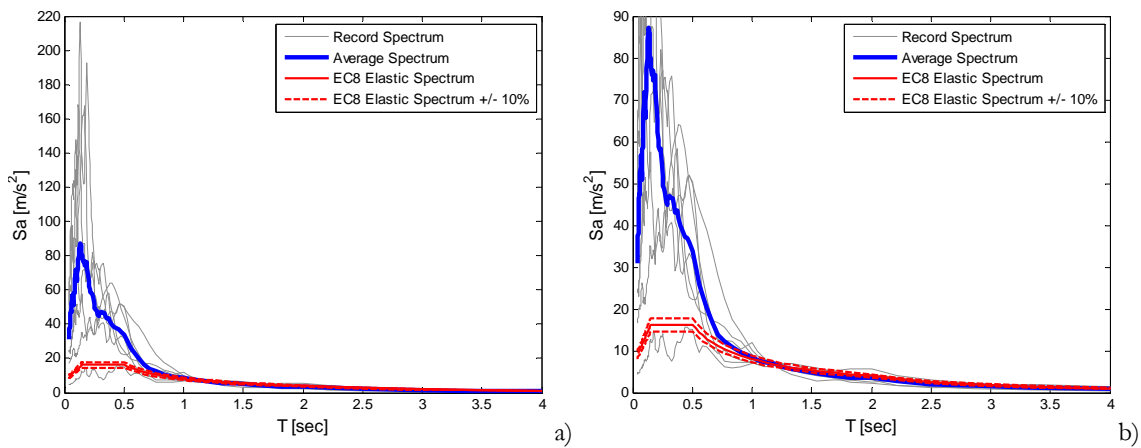 220
200
180
160
140
120
100
80
60
40
20
0
Sa [m/s2]
0 0.5 1 1.5 2 2.5 3 3.5 4
T [sec]
Record Spectrum
Average Spectrum
EC8 Elastic Spectrum
EC8 Elastic Spectrum +/- 10%
a)
90
80
70
60
50
40
30
20
10
0
Sa [m/s2]
0 0.5 1 1.5 2 2.5 3 3.5 4
T [sec]
Record Spectrum
Average Spectrum
EC8 Elastic Spectrum
EC8 Elastic Spectrum +/- 10%
b)